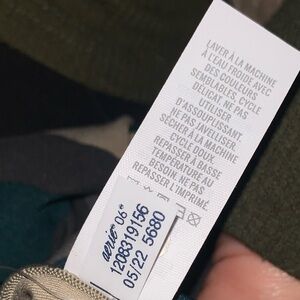 LAVER À LA MACHINE
À L'EAU FROIDE AVEC
DES COULEURS
SEMBLABLES, CYCLE
DÉLICAT. NE PAS
UTILISER
D'ASSOUPLISSANT.
NE PAS JAVELLISER.
SÉCHER À LA MACHINE
CYCLE DOUX.
REPASSER À BASSE
TEMPÉRATURE AU
BESOIN. NE PAS
REPASSER L'IMPRIMÉ.
aerie® 06"
1208319156
05/22 5680